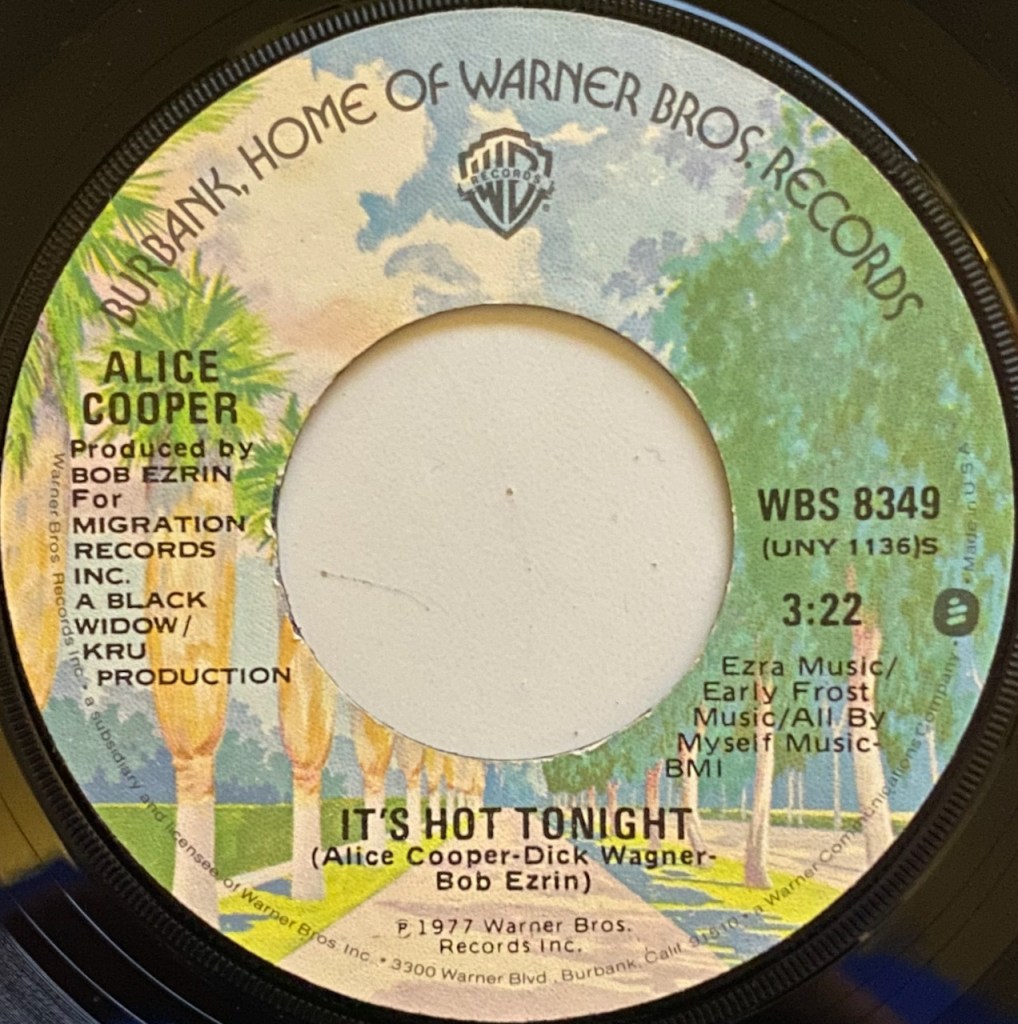 BURBANK, HOME OF WARNER BROS. RECORDS
WB
RECORDS
®
ALICE
COOPER
Produced by
BOB EZRIN
For
MIGRATION
RECORDS
INC.
A BLACK
WIDOW/
KRU
PRODUCTION
WBS 8349
(UNY 1136)S
3:22
Ezra Music/
Early Frost
Music/All By
Myself Music-
BMI
IT'S HOT TONIGHT
(Alice Cooper-Dick Wagner-
Bob Ezrin)
℗ 1977 Warner Bros.
Records Inc.
Warner Bros. Records Inc. • a subsidiary and licensee of Warner Bros. Inc. • 3300 Warner Blvd., Burbank, Calif. 91510 • a Warner Communications Company • Made in U.S.A.